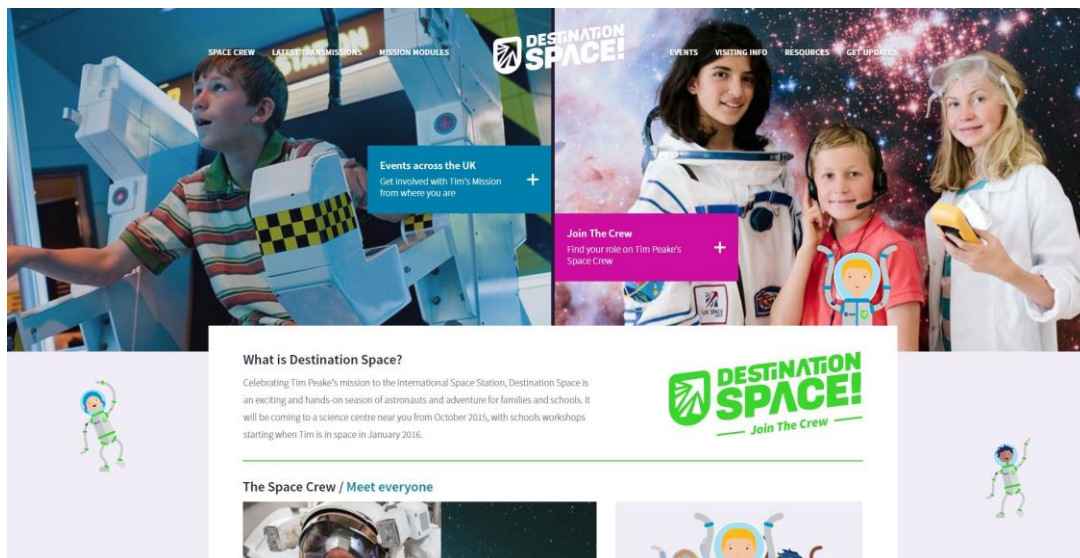 SPACE CREW
LATEST TRANSMISSIONS
MISSION MODULES
DESTINATION
SPACE!
EVENTS
VISITING INFO
RESOURCES
GET UPDATES
STATION
Events across the UK
Get involved with Tim's Mission
from where you are
+
Join The Crew
Find your role on Tim Peake's
Space Crew
+
UK SPACE
What is Destination Space?
Celebrating Tim Peake's mission to the International Space Station, Destination Space is
an exciting and hands-on season of astronauts and adventure for families and schools. It
will be coming to a science centre near you from October 2015, with schools workshops
starting when Tim is in space in January 2016.
DESTINATION
SPACE!
Join The Crew
The Space Crew / Meet everyone